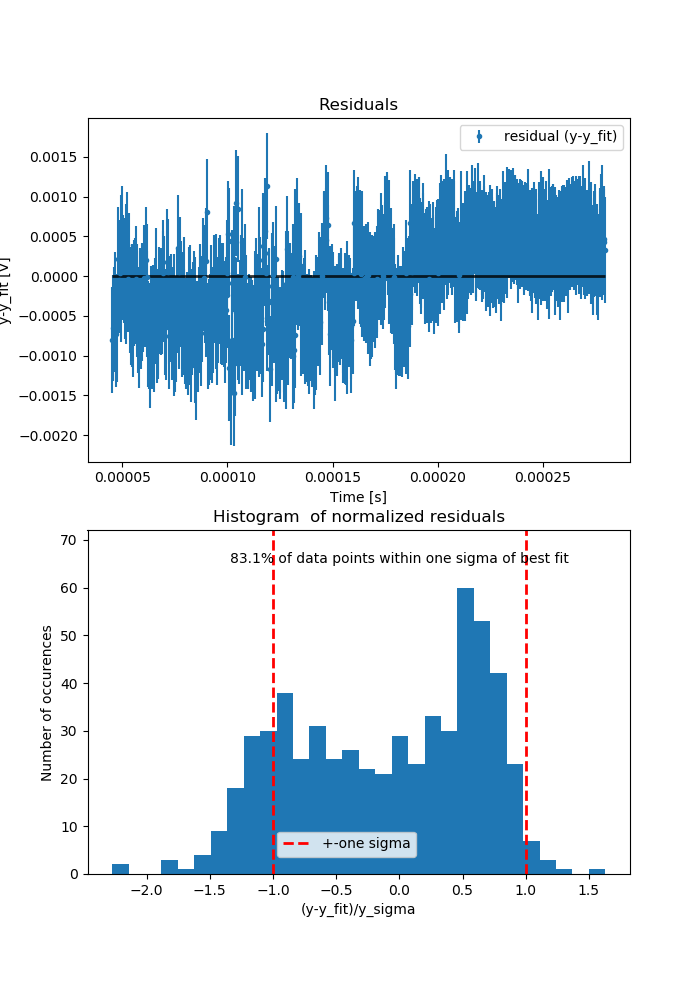 Residuals
residual (y-y_fit)
y-y_fit [V]
0.0015
0.0010
0.0005
0.0000
−0.0005
−0.0010
−0.0015
−0.0020
0.00005 0.00010 0.00015 0.00020 0.00025
Time [s]
Histogram  of normalized residuals
83.1% of data points within one sigma of best fit
Number of occurences
70
60
50
40
30
20
10
0
+-one sigma
−2.0 −1.5 −1.0 −0.5 0.0 0.5 1.0 1.5
(y-y_fit)/y_sigma